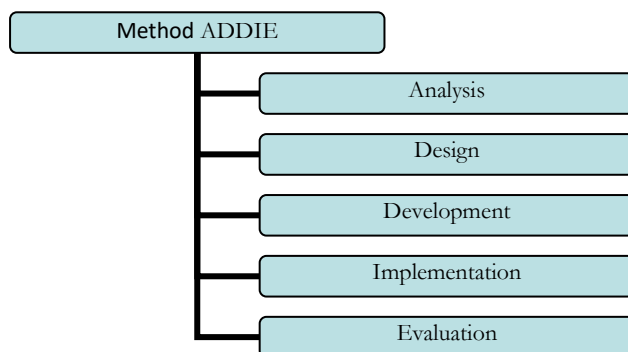 Method ADDIE
Analysis
Design
Development
Implementation
Evaluation